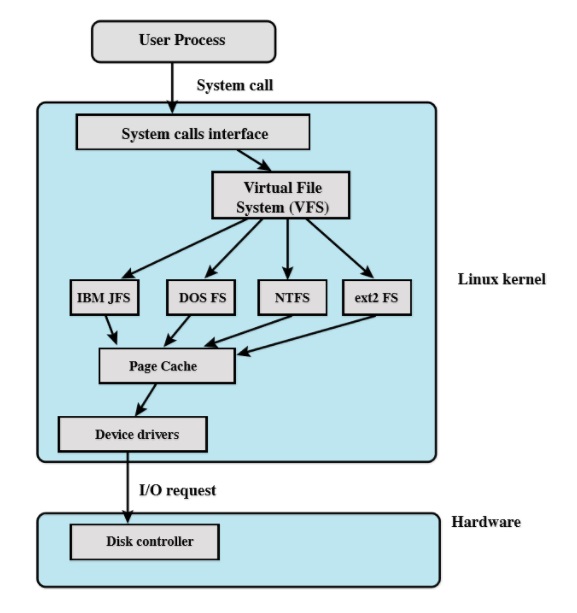 User Process
System call
System calls interface
Virtual File
System (VFS)
Linux kernel
IBM JFS
DOS FS
NTFS
ext2 FS
Page Cache
Device drivers
I/O request
Hardware
Disk controller